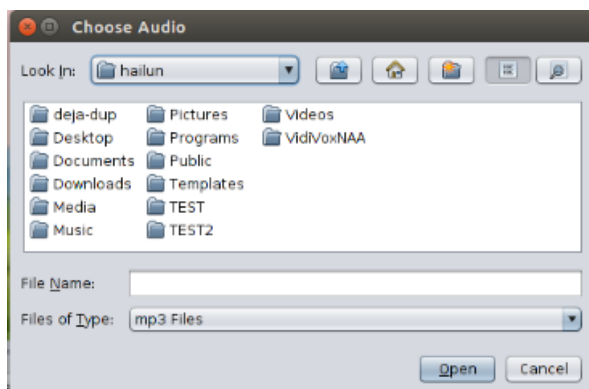 Choose Audio
Look In: hailun
deja-dup Pictures Videos
Desktop Programs VidiVoxNAA
Documents Public
Downloads Templates
Media TEST
Music TEST2
File Name:
Files of Type: mp3 Files
Open Cancel